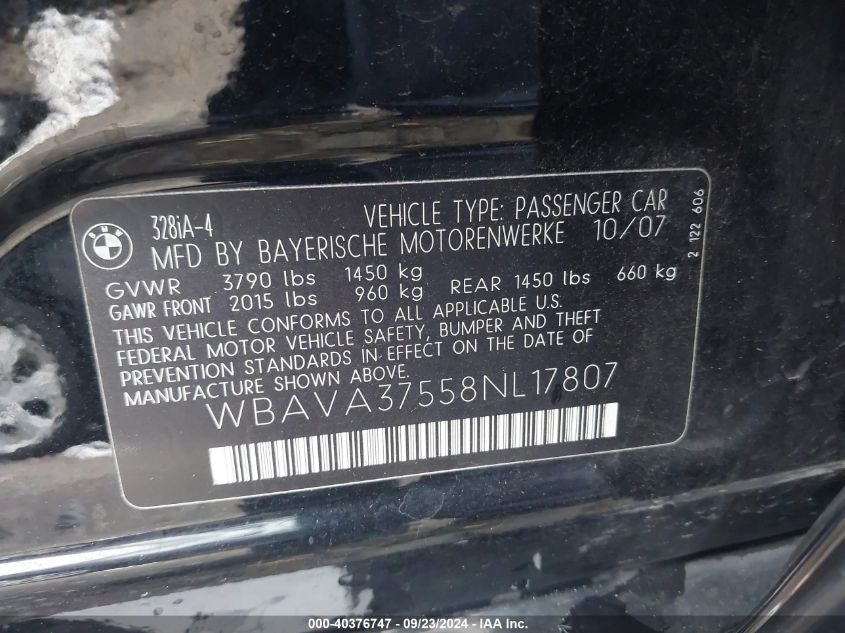 BMW
328iA-4 VEHICLE TYPE: PASSENGER CAR
MFD BY BAYERISCHE MOTORENWERKE 10/07
GVWR 3790 lbs 1450 kg
GAWR FRONT 2015 lbs 960 kg REAR 1450 lbs 660 kg
THIS VEHICLE CONFORMS TO ALL APPLICABLE U.S.
FEDERAL MOTOR VEHICLE SAFETY, BUMPER AND THEFT
PREVENTION STANDARDS IN EFFECT ON THE DATE OF
MANUFACTURE SHOWN ABOVE.
WBAVA37558NL17807
2 122 606
000-40376747 - 09/23/2024 - IAA Inc.